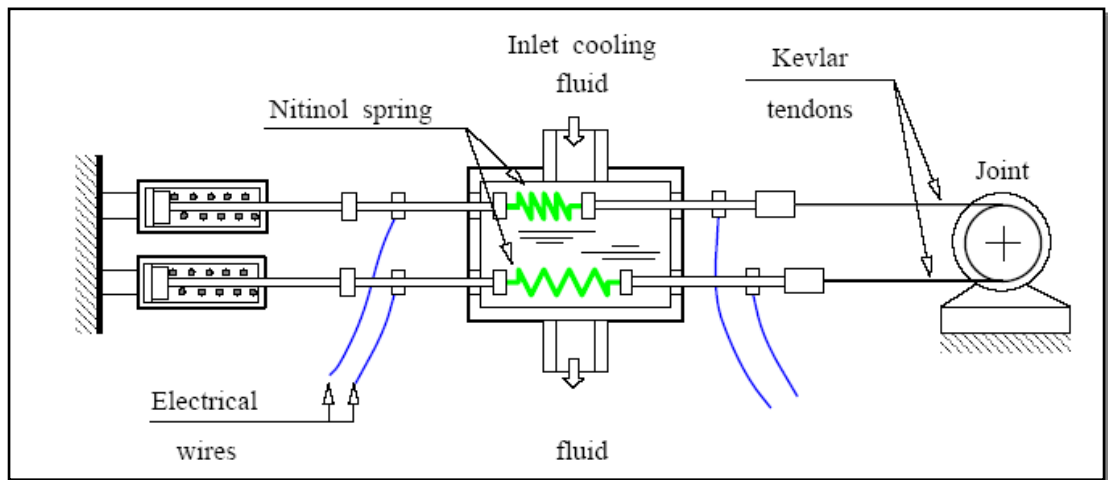 Inlet cooling
fluid
Kevlar
tendons
Nitinol spring
Joint
Electrical
wires
fluid